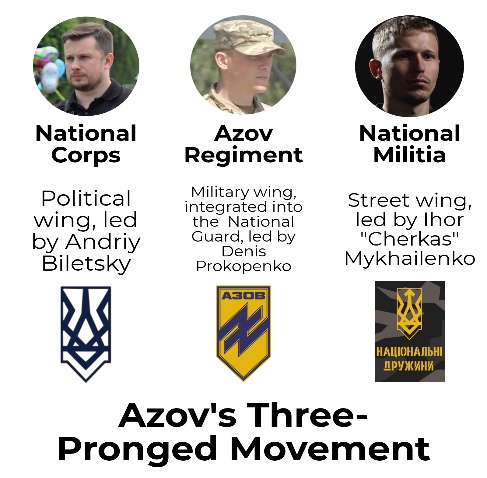 National
Corps
Azov
Regiment
National
Militia
Political
wing, led
by Andriy
Biletsky
Military wing,
integrated into
the National
Guard, led by
Denis
Prokopenko
Street wing,
led by Ihor
"Cherkas"
Mykhailenko
АЗОВ
НАЦІОНАЛЬНІ
ДРУЖИНИ
Azov's Three-
Pronged Movement